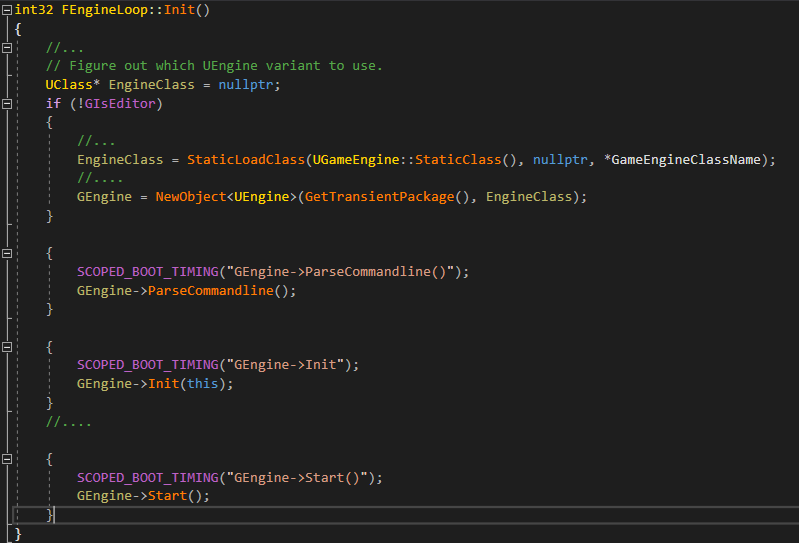 int32 FEngineLoop::Init()
{
//...
// Figure out which UEngine variant to use.
UClass* EngineClass = nullptr;
if (!GIsEditor)
{
//...
EngineClass = StaticLoadClass(UGameEngine::StaticClass(), nullptr, *GameEngineClassName);
//....
GEngine = NewObject<UEngine>(GetTransientPackage(), EngineClass);
}
{
SCOPED_BOOT_TIMING("GEngine->ParseCommandline()");
GEngine->ParseCommandline();
}
{
SCOPED_BOOT_TIMING("GEngine->Init");
GEngine->Init(this);
}
//....
{
SCOPED_BOOT_TIMING("GEngine->Start()");
GEngine->Start();
}
}